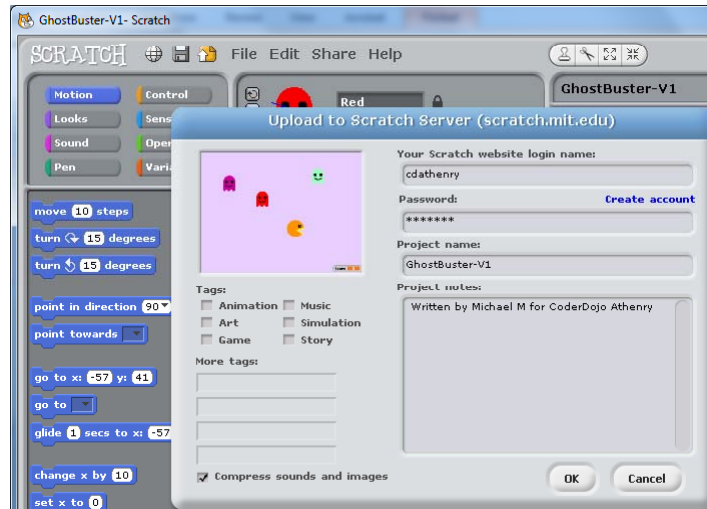 GhostBuster-V1- Scratch
SCRATCH File Edit Share Help
GhostBuster-V1
Motion Control
Red
Looks Sens
Sound Oper
Pen Varia
Upload to Scratch Server (scratch.mit.edu)
Your Scratch website login name:
cdathenry
Password: Create account
*******
Project name:
GhostBuster-V1
Project notes:
Written by Michael M for CoderDojo Athenry
Tags:
Animation Music
Art Simulation
Game Story
More tags:
Compress sounds and images
OK Cancel
move 10 steps
turn 15 degrees
turn 15 degrees
point in direction 90
point towards
go to x: -57 y: 41
go to
glide 1 secs to x: -57
change x by 10
set x to 0